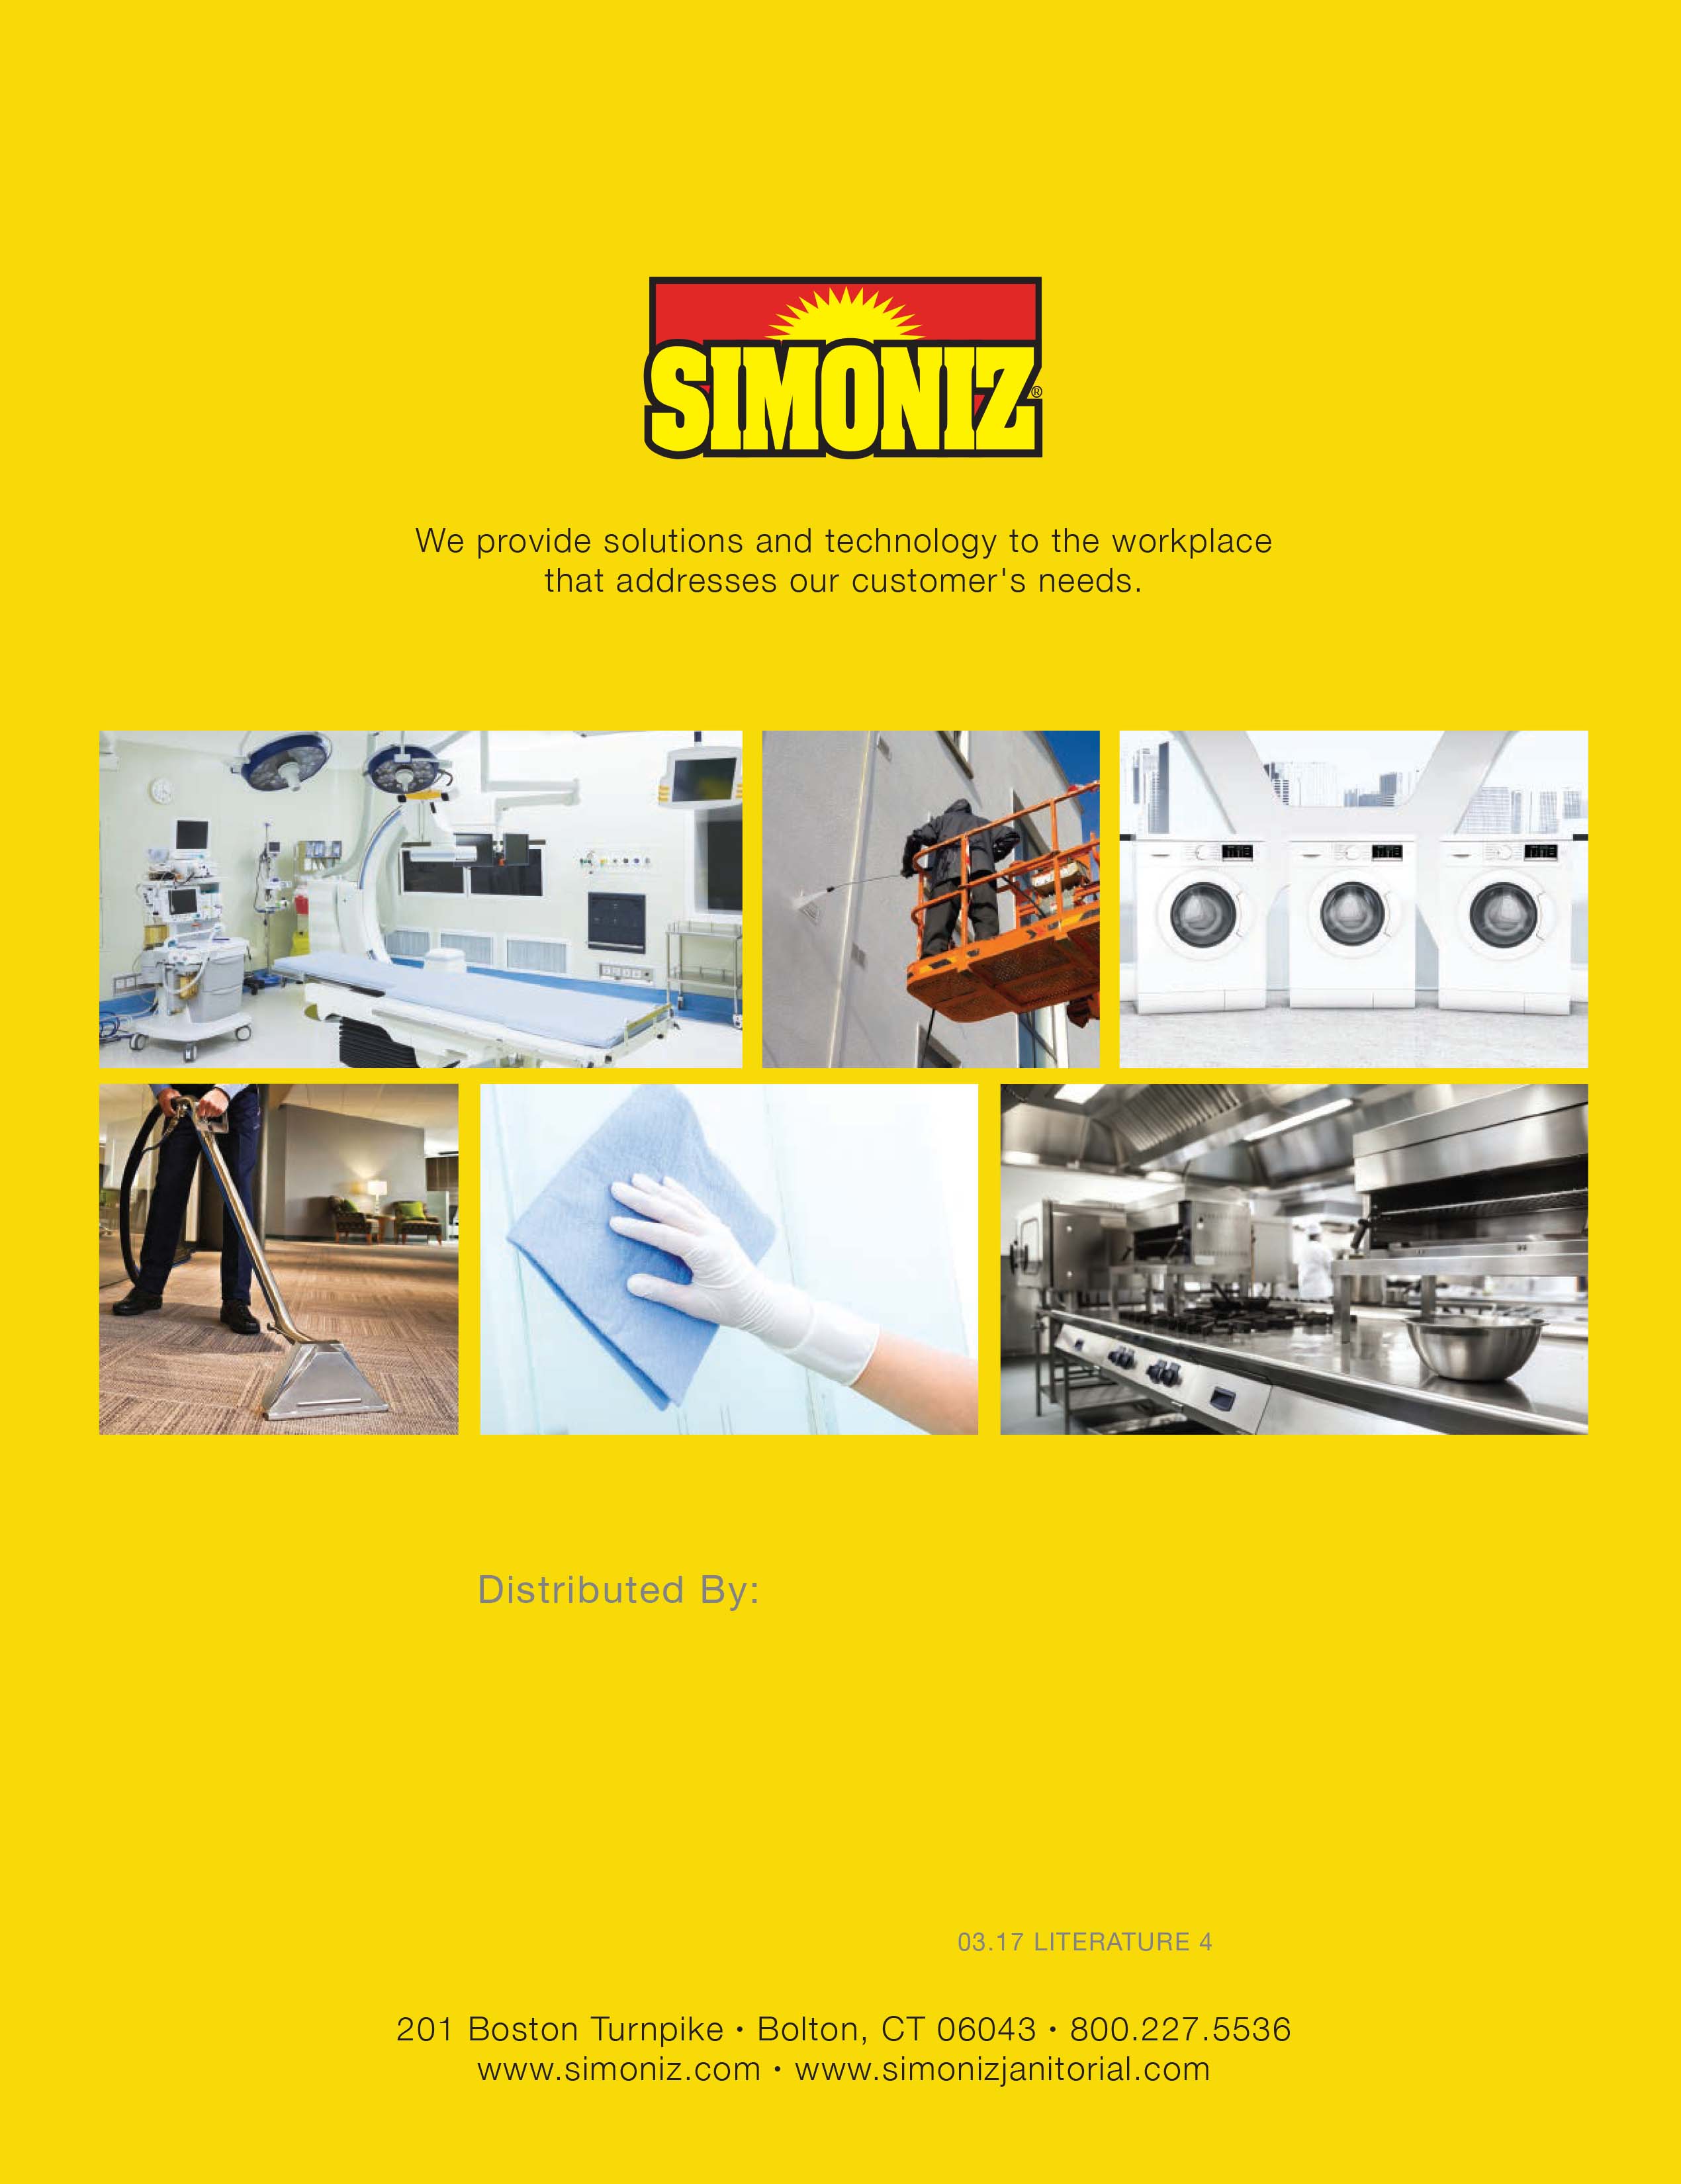 SIMONIZ®
We provide solutions and technology to the workplace
that addresses our customer's needs.
Distributed By:
03.17 LITERATURE 4
201 Boston Turnpike • Bolton, CT 06043 • 800.227.5536
www.simoniz.com • www.simonizjanitorial.com